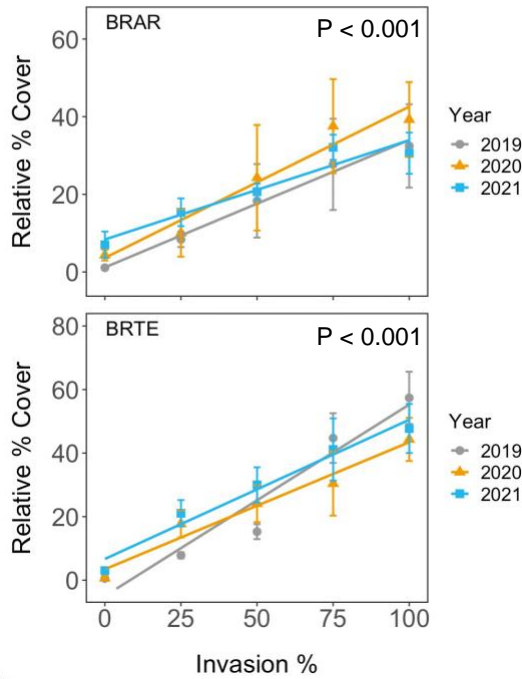 BRAR
P < 0.001
60
40
20
0
Relative % Cover
Year
2019
2020
2021
BRTE
P < 0.001
80
60
40
20
0
Relative % Cover
Year
2019
2020
2021
0 25 50 75 100
Invasion %